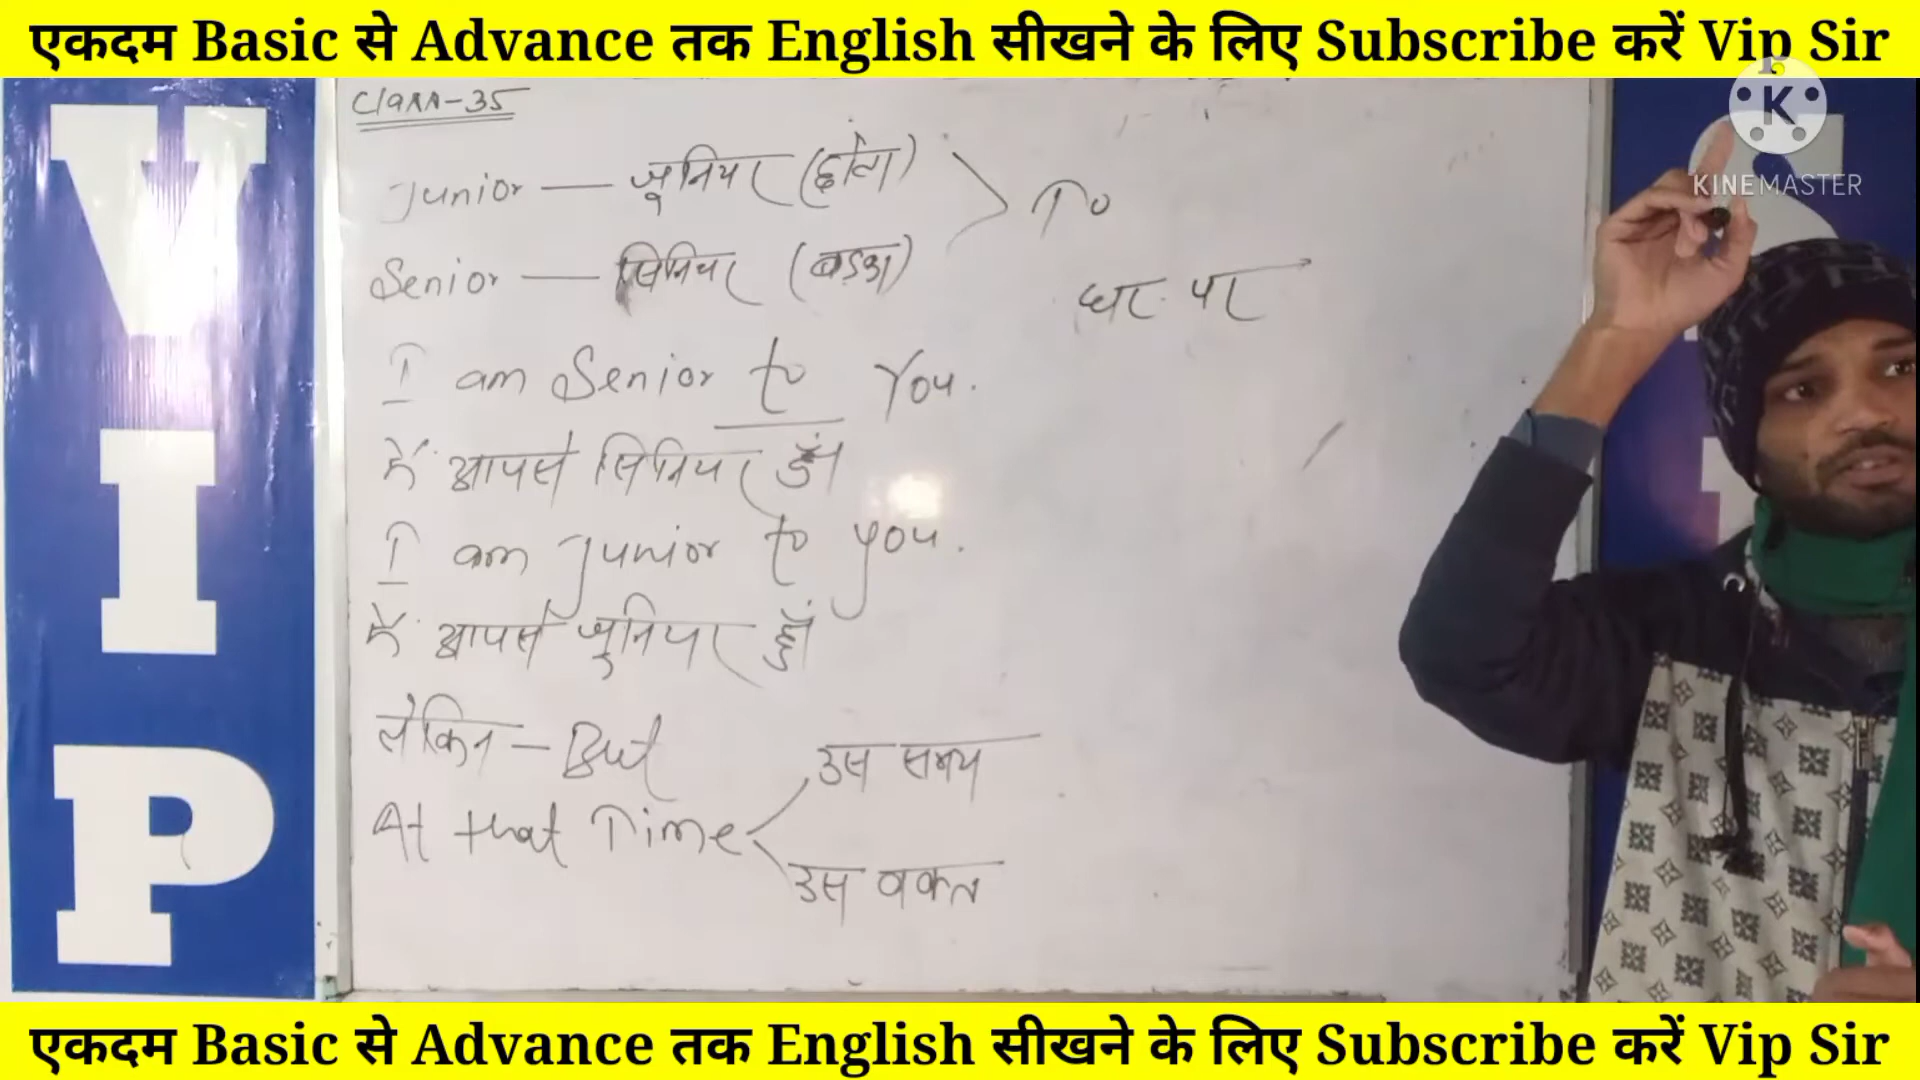 एकदम Basic से Advance तक English सीखने के लिए Subscribe करें Vip Sir
K
KINEMASTER
VIP
Class-35
Junior — जूनियर (छोटा)
Senior — सिनियर (बड़ा)
To
घर पर
I am Senior to You.
मैं आपसे सिनियर हूँ
I am junior to you.
मैं आपसे जुनियर हूँ
लेकिन - But
At that Time
उस समय
उस वक्त
एकदम Basic से Advance तक English सीखने के लिए Subscribe करें Vip Sir